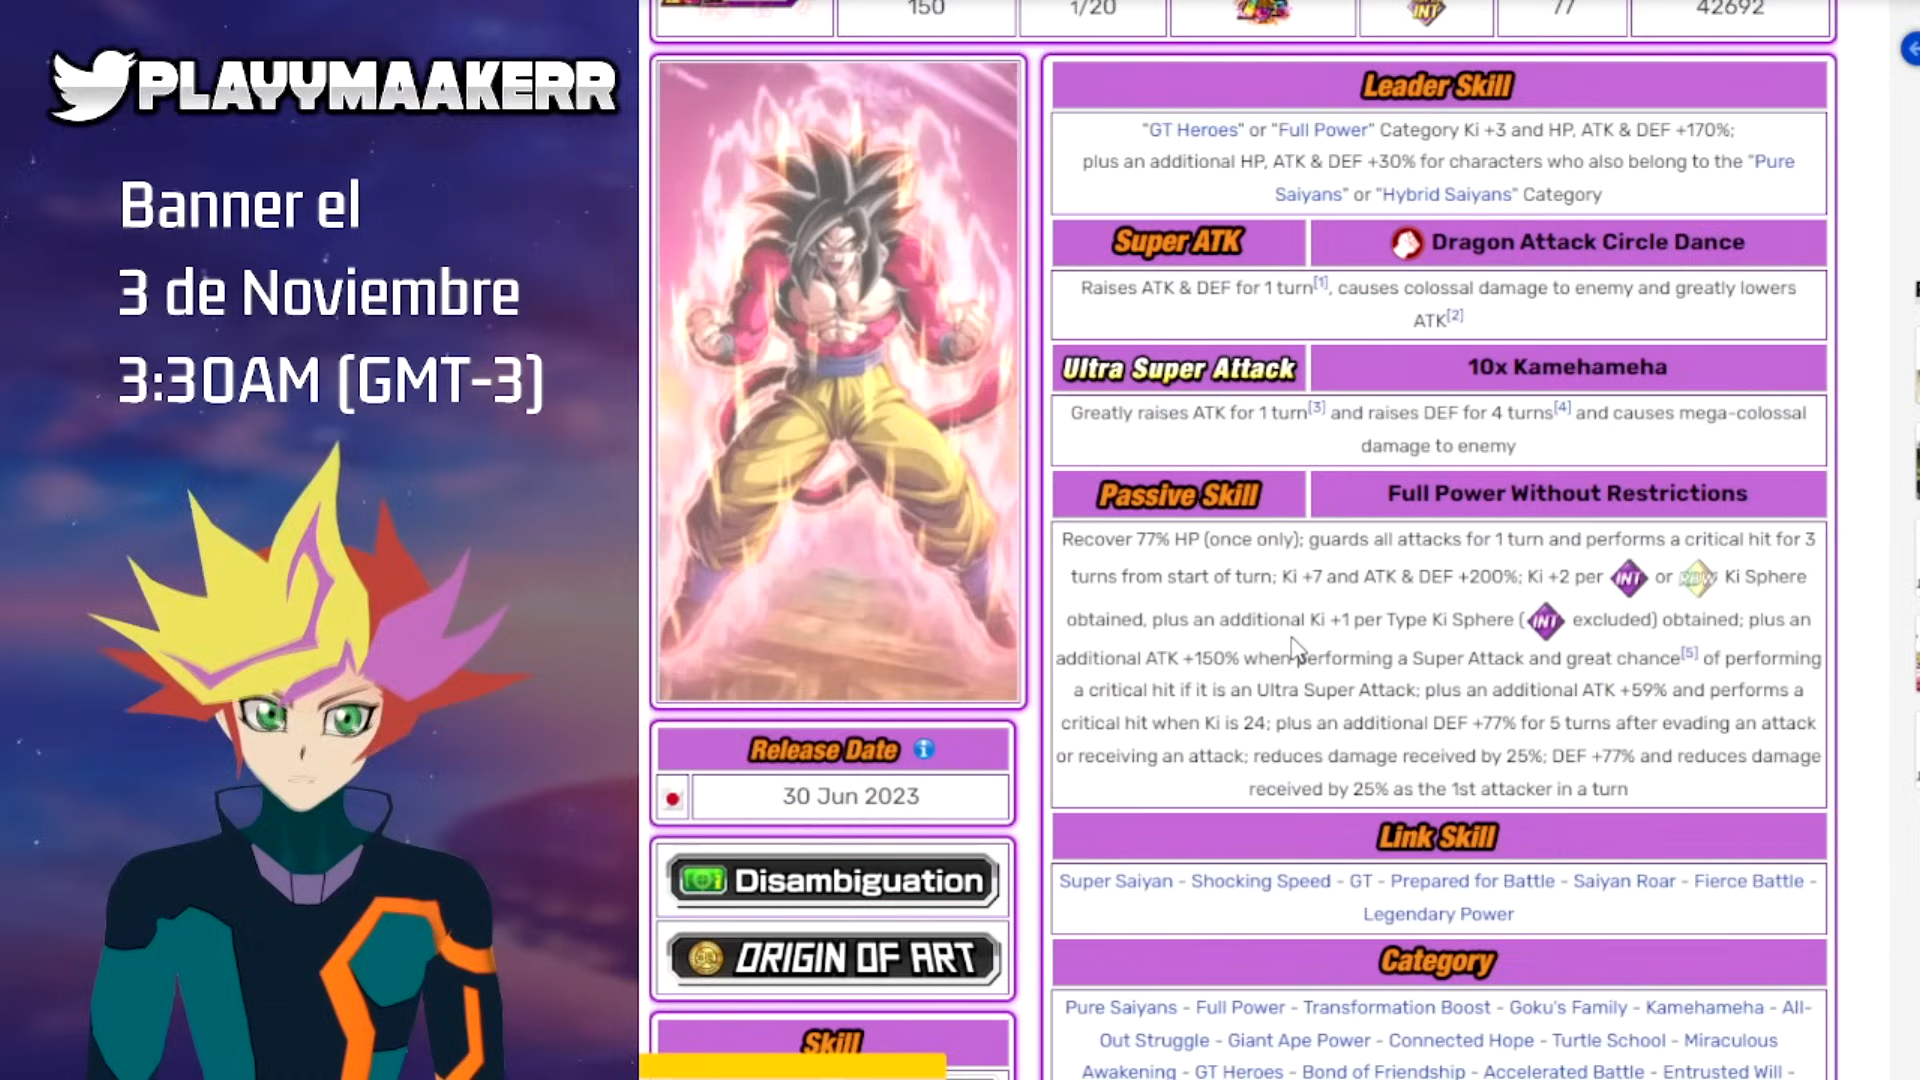 PLAYYMAAKERR
Banner el
3 de Noviembre
3:30AM (GMT-3)
150
1/20
INT
77
42692
Leader Skill
"GT Heroes" or "Full Power" Category Ki +3 and HP, ATK & DEF +170%;
plus an additional HP, ATK & DEF +30% for characters who also belong to the "Pure
Saiyans" or "Hybrid Saiyans" Category
Super ATK
Dragon Attack Circle Dance
Raises ATK & DEF for 1 turn[1], causes colossal damage to enemy and greatly lowers
ATK[2]
Ultra Super Attack
10x Kamehameha
Greatly raises ATK for 1 turn[3] and raises DEF for 4 turns[4] and causes mega-colossal
damage to enemy
Passive Skill
Full Power Without Restrictions
Recover 77% HP (once only); guards all attacks for 1 turn and performs a critical hit for 3
turns from start of turn; Ki +7 and ATK & DEF +200%; Ki +2 per INT or RBW Ki Sphere
obtained, plus an additional Ki +1 per Type Ki Sphere (INT excluded) obtained; plus an
additional ATK +150% when performing a Super Attack and great chance[5] of performing
a critical hit if it is an Ultra Super Attack; plus an additional ATK +59% and performs a
critical hit when Ki is 24; plus an additional DEF +77% for 5 turns after evading an attack
or receiving an attack; reduces damage received by 25%; DEF +77% and reduces damage
received by 25% as the 1st attacker in a turn
Link Skill
Super Saiyan - Shocking Speed - GT - Prepared for Battle - Saiyan Roar - Fierce Battle -
Legendary Power
Category
Pure Saiyans - Full Power - Transformation Boost - Goku's Family - Kamehameha - All-
Out Struggle - Giant Ape Power - Connected Hope - Turtle School - Miraculous
Awakening - GT Heroes - Bond of Friendship - Accelerated Battle - Entrusted Will -
Release Date
30 Jun 2023
Disambiguation
ORIGIN OF ART
Skill